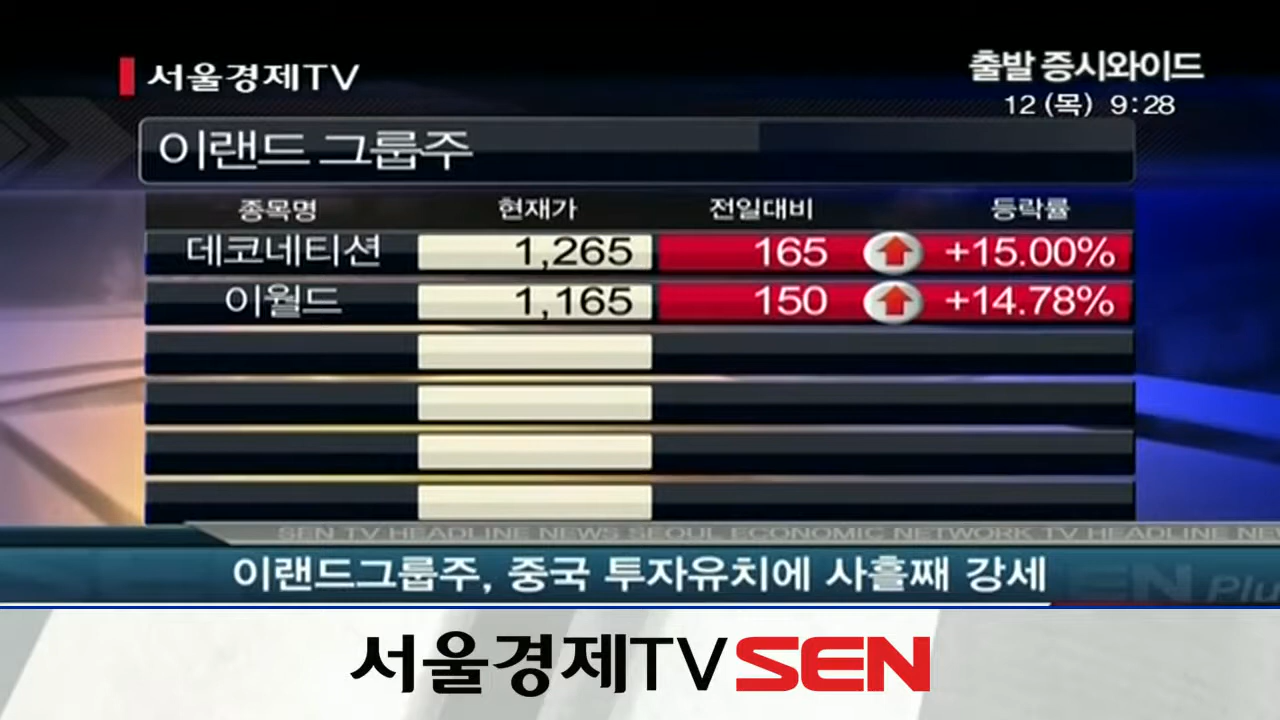 서울경제TV
출발 증시와이드
12 (목) 9:28
이랜드 그룹주
종목명 현재가 전일대비 등락률
데코네티션 1,265 165 +15.00%
이월드 1,165 150 +14.78%
SEN TV HEADLINE NEWS SEOUL ECONOMIC NETWORK TV HEADLINE NE
이랜드그룹주, 중국 투자유치에 사흘째 강세
서울경제TV SEN